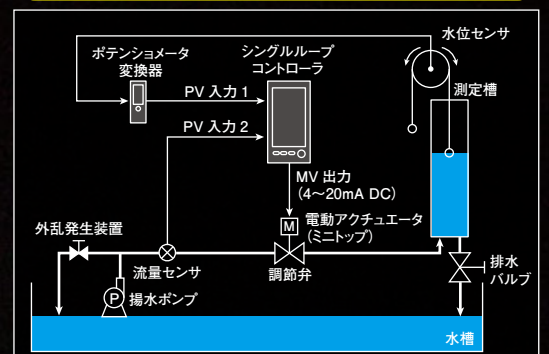 水位センサ
ポテンショメータ
変換器
シングルループ
コントローラ
測定槽
PV 入力 1
PV 入力 2
MV 出力
(4～20mA DC)
M
電動アクチュエータ
(ミニトップ)
外乱発生装置
流量センサ
調節弁
排水
バルブ
P
揚水ポンプ
水槽